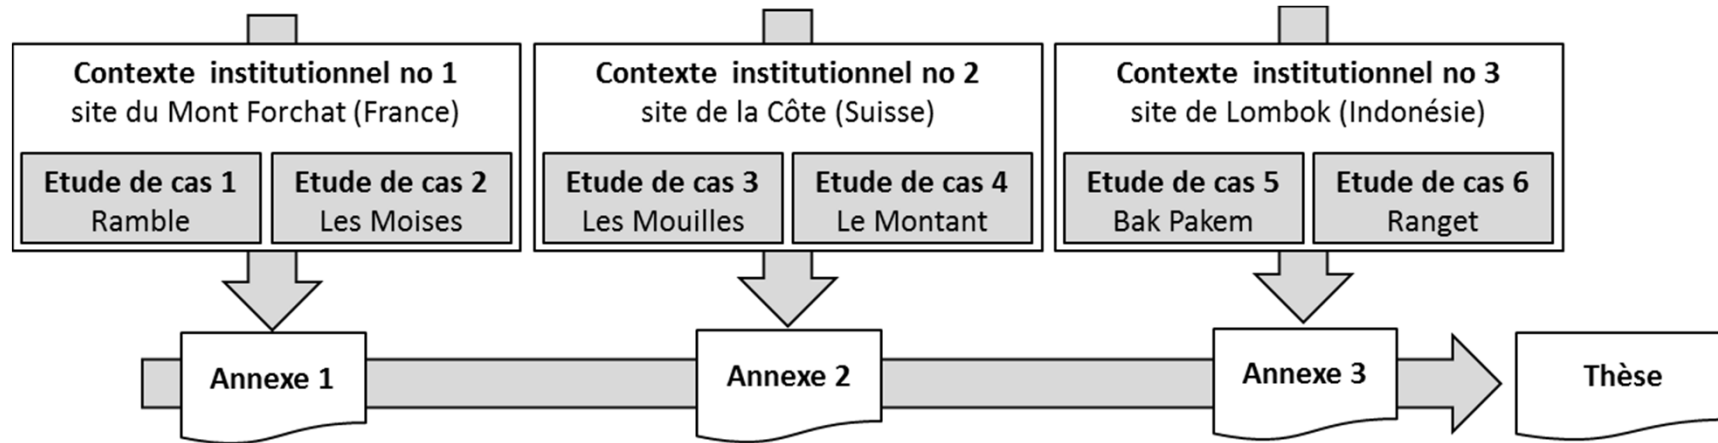 Contexte institutionnel no 1
site du Mont Forchat (France)
Etude de cas 1
Ramble
Etude de cas 2
Les Moises
Contexte institutionnel no 2
site de la Côte (Suisse)
Etude de cas 3
Les Mouilles
Etude de cas 4
Le Montant
Contexte institutionnel no 3
site de Lombok (Indonésie)
Etude de cas 5
Bak Pakem
Etude de cas 6
Ranget
Annexe 1
Annexe 2
Annexe 3
Thèse